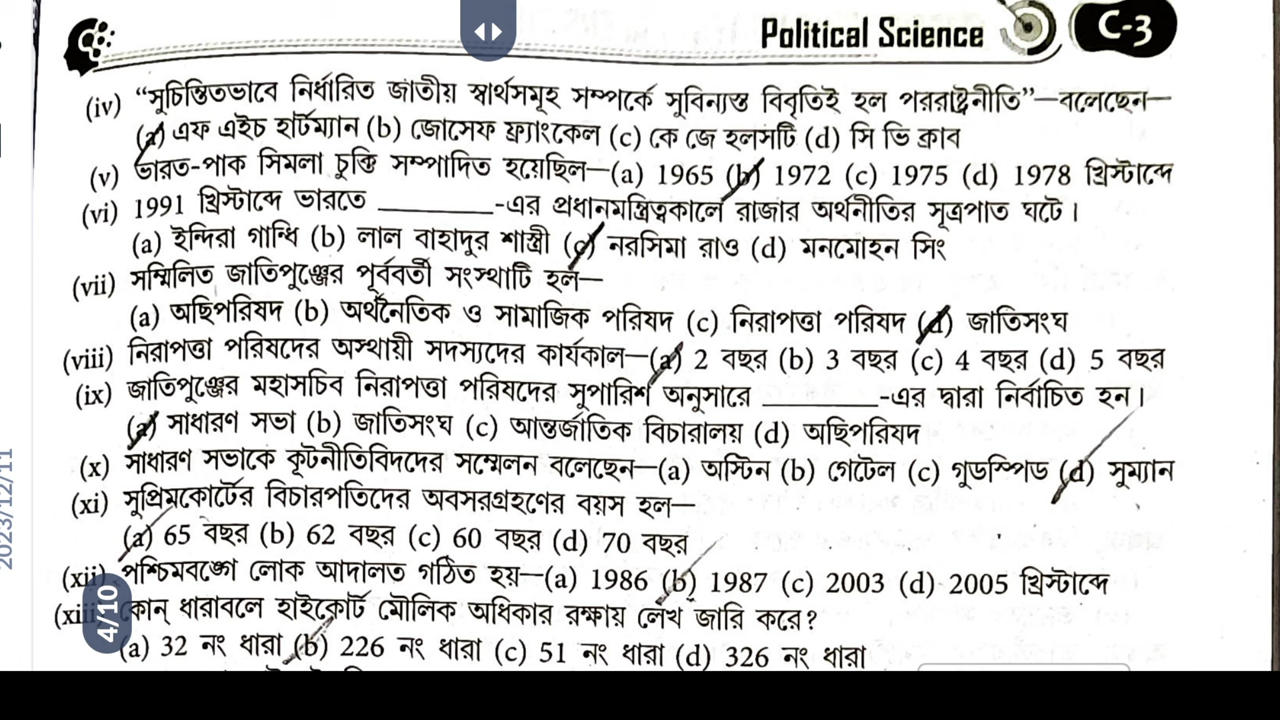 Political Science C-3
(iv) “সুচিন্তিতভাবে নির্ধারিত জাতীয় স্বার্থসমূহ সম্পর্কে সুবিন্যস্ত বিবৃতিই হল পররাষ্ট্রনীতি”—বলেছেন—
(a) এফ এইচ হার্টম্যান (b) জোসেফ ফ্র্যাংকেল (c) কে জে হলসটি (d) সি ভি ক্রাব
(v) ভারত-পাক সিমলা চুক্তি সম্পাদিত হয়েছিল—(a) 1965 (b) 1972 (c) 1975 (d) 1978 খ্রিস্টাব্দে
(vi) 1991 খ্রিস্টাব্দে ভারতে ________-এর প্রধানমন্ত্রিত্বকালে রাজার অর্থনীতির সূত্রপাত ঘটে।
(a) ইন্দিরা গান্ধি (b) লাল বাহাদুর শাস্ত্রী (c) নরসিমা রাও (d) মনমোহন সিং
(vii) সম্মিলিত জাতিপুঞ্জের পূর্ববর্তী সংস্থাটি হল—
(a) অছিপরিষদ (b) অর্থনৈতিক ও সামাজিক পরিষদ (c) নিরাপত্তা পরিষদ (d) জাতিসংঘ
(viii) নিরাপত্তা পরিষদের অস্থায়ী সদস্যদের কার্যকাল—(a) 2 বছর (b) 3 বছর (c) 4 বছর (d) 5 বছর
(ix) জাতিপুঞ্জের মহাসচিব নিরাপত্তা পরিষদের সুপারিশ অনুসারে ________-এর দ্বারা নির্বাচিত হন।
(a) সাধারণ সভা (b) জাতিসংঘ (c) আন্তর্জাতিক বিচারালয় (d) অছিপরিষদ
(x) সাধারণ সভাকে কূটনীতিবিদদের সম্মেলন বলেছেন—(a) অস্টিন (b) গেটেল (c) গুডস্পিড (d) সুম্যান
(xi) সুপ্রিমকোর্টের বিচারপতিদের অবসরগ্রহণের বয়স হল—
(a) 65 বছর (b) 62 বছর (c) 60 বছর (d) 70 বছর
(xii) পশ্চিমবঙ্গে লোক আদালত গঠিত হয়—(a) 1986 (b) 1987 (c) 2003 (d) 2005 খ্রিস্টাব্দে
(xiii) কোন্ ধারাবলে হাইকোর্ট মৌলিক অধিকার রক্ষায় লেখ জারি করে?
(a) 32 নং ধারা (b) 226 নং ধারা (c) 51 নং ধারা (d) 326 নং ধারা
4/10
2023/12/11